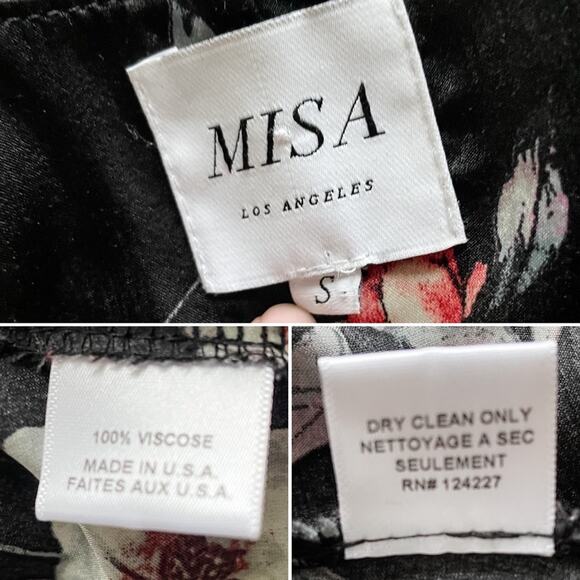 MISA
LOS ANGELES
S
100% VISCOSE
MADE IN U.S.A.
FAITES AUX U.S.A.
DRY CLEAN ONLY
NETTOYAGE A SEC
SEULEMENT
RN# 124227